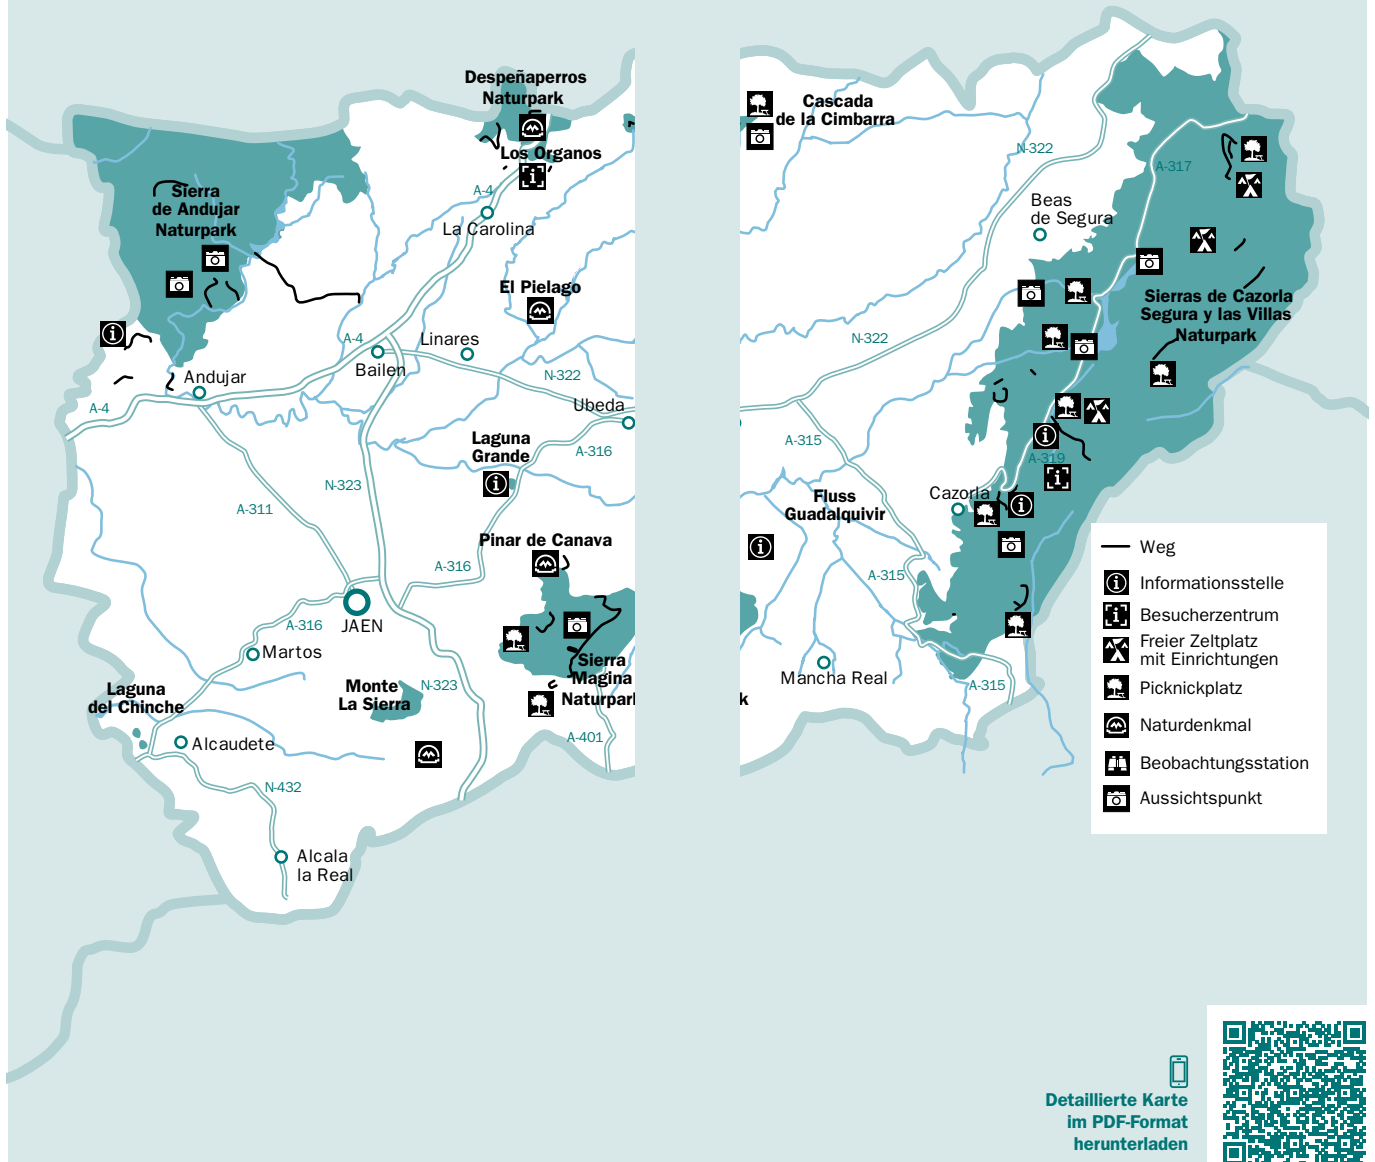 Despeñaperros
Naturpark
Los Organos
A-4
La Carolina
Sierra
de Andujar
Naturpark
El Pielago
A-4
Linares
Bailen
N-322
Andujar
A-4
Ubeda
A-316
Laguna
Grande
N-323
A-311
Pinar de Canava
A-316
A-316
JAEN
Martos
Laguna
del Chinche
Monte
La Sierra
N-323
Sierra
Magina
Naturpark
A-401
Alcaudete
N-432
Alcala
la Real
Cascada
de la Cimbarra
N-322
A-317
Beas
de Segura
Sierras de Cazorla
Segura y las Villas
Naturpark
N-322
A-315
A-319
Cazorla
Fluss
Guadalquivir
A-315
Mancha Real
A-315
k
Weg
Informationsstelle
Besucherzentrum
Freier Zeltplatz
mit Einrichtungen
Picknickplatz
Naturdenkmal
Beobachtungsstation
Aussichtspunkt
Detaillierte Karte
im PDF-Format
herunterladen